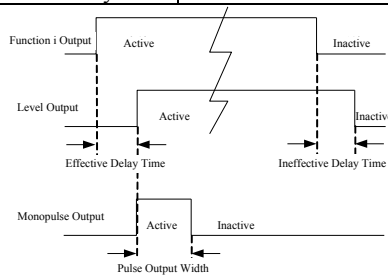 Function i Output
Active
Inactive
Level Output
Active
Inactive
Effective Delay Time
Ineffective Delay Time
Monopulse Output
Active
Inactive
Pulse Output Width